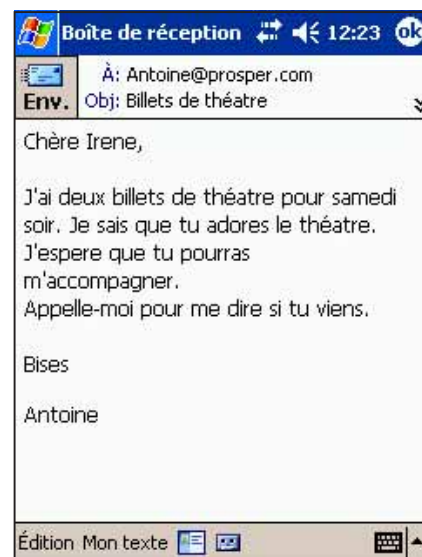 Boîte de réception 12:23 ok
À: Antoine@prosper.com
Env. Obj: Billets de théatre
Chère Irene,
J'ai deux billets de théatre pour samedi
soir. Je sais que tu adores le théatre.
J'espere que tu pourras
m'accompagner.
Appelle-moi pour me dire si tu viens.
Bises
Antoine
Édition Mon texte